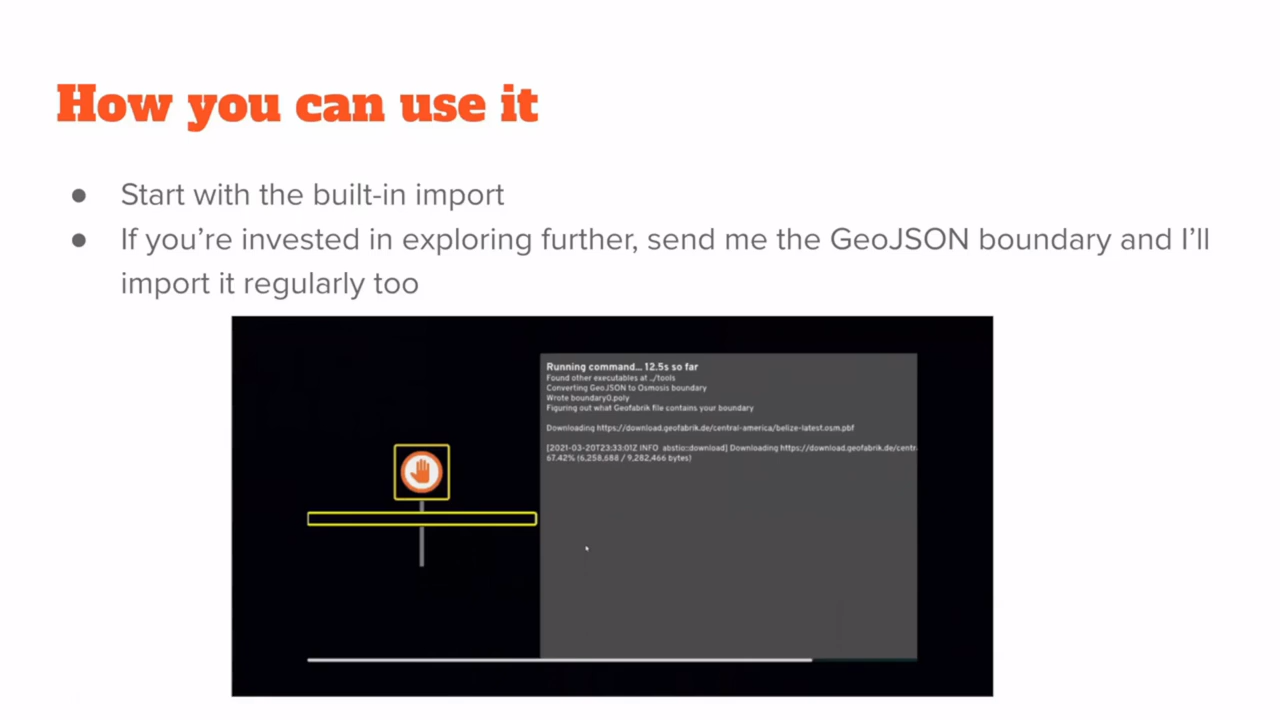 How you can use it
● Start with the built-in import
● If you’re invested in exploring further, send me the GeoJSON boundary and I’ll
import it regularly too
Running command... 12.5s so far
Found other executables at ../tools
Converting GeoJSON to Osmosis boundary
Wrote boundary0.poly
Figuring out what Geofabrik file contains your boundary
Downloading https://download.geofabrik.de/central-america/belize-latest.osm.pbf
[2021-03-20T23:33:01Z INFO abstio::download] Downloading https://download.geofabrik.de/centr
67.42% (6,258,688 / 9,282,466 bytes)